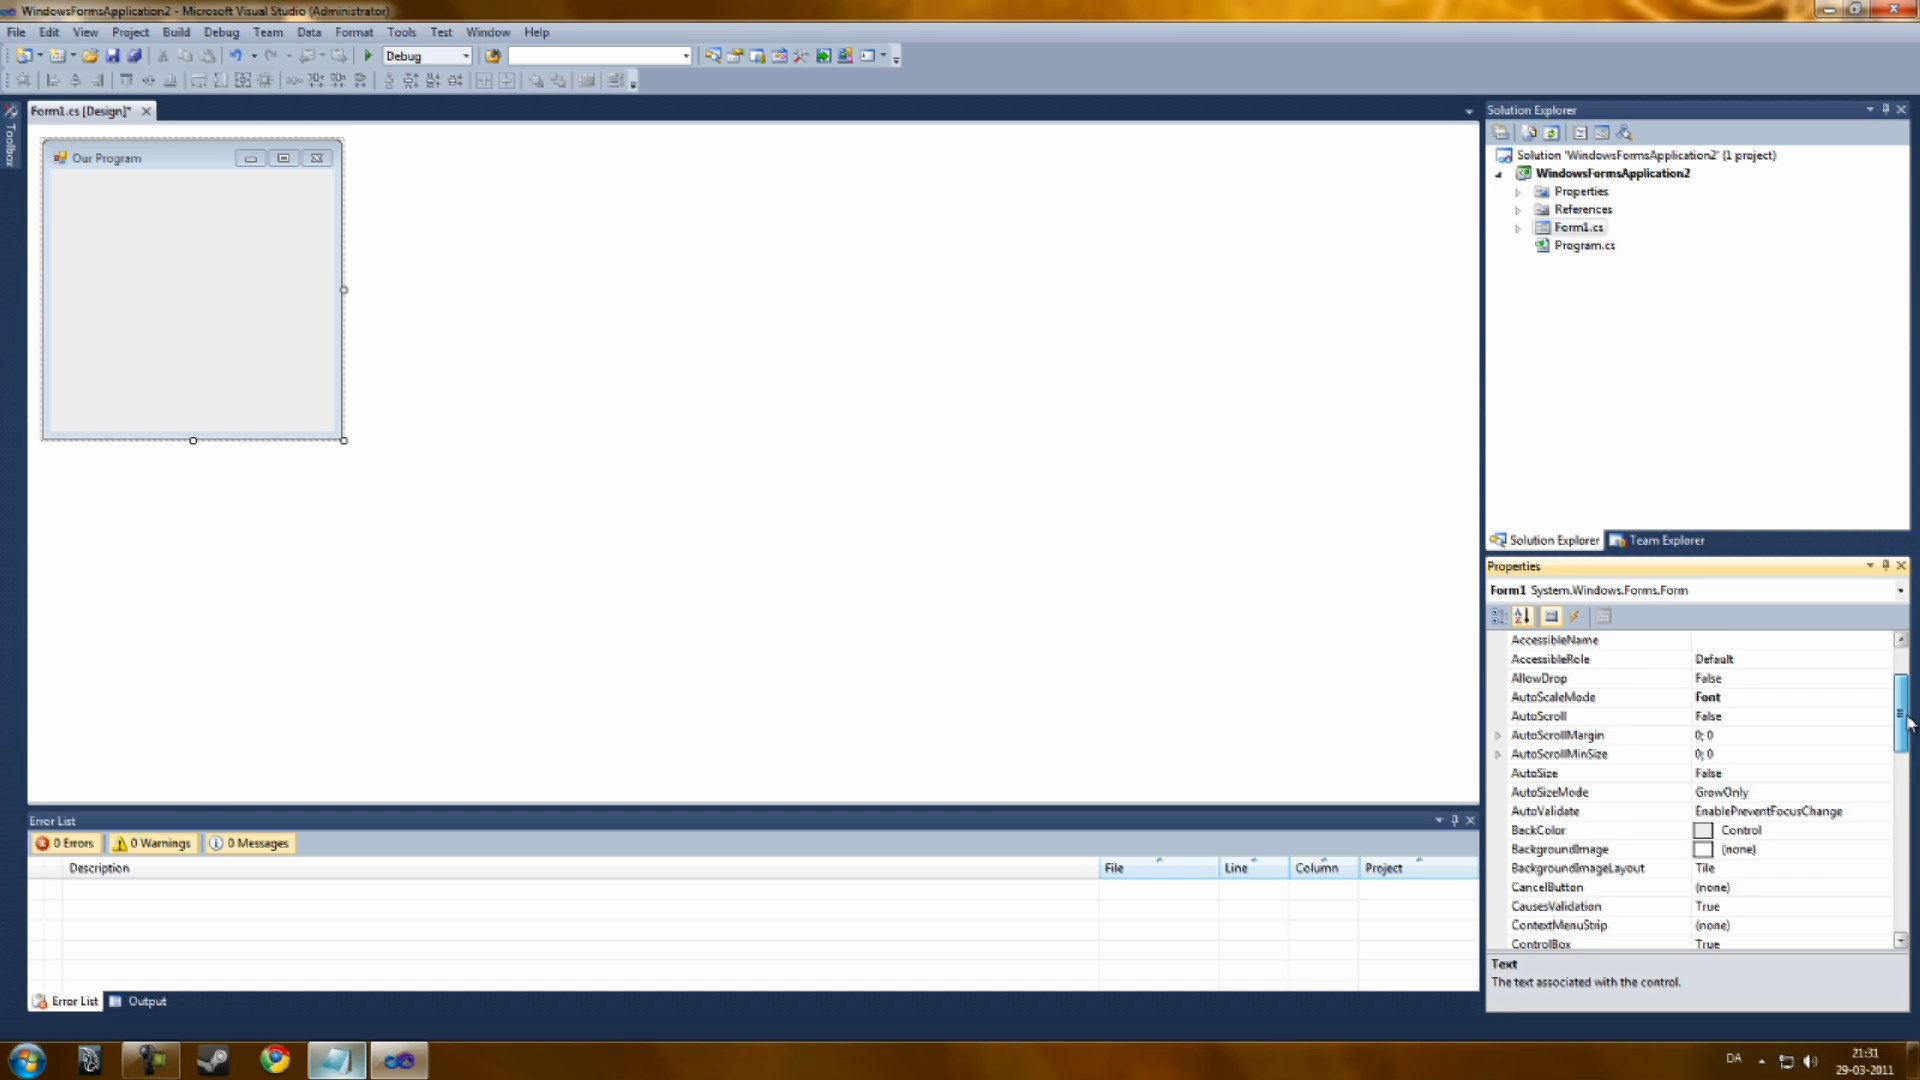 WindowsFormsApplication2 - Microsoft Visual Studio (Administrator)
File Edit View Project Build Debug Team Data Format Tools Test Window Help
Debug
Form1.cs [Design]*
Toolbox
Our Program
Solution Explorer
Solution 'WindowsFormsApplication2' (1 project)
WindowsFormsApplication2
Properties
References
Form1.cs
Program.cs
Solution Explorer Team Explorer
Properties
Form1 System.Windows.Forms.Form
AccessibleName
AccessibleRole Default
AllowDrop False
AutoScaleMode Font
AutoScroll False
AutoScrollMargin 0; 0
AutoScrollMinSize 0; 0
AutoSize False
AutoSizeMode GrowOnly
AutoValidate EnablePreventFocusChange
BackColor Control
BackgroundImage (none)
BackgroundImageLayout Tile
CancelButton (none)
CausesValidation True
ContextMenuStrip (none)
ControlBox True
Text
The text associated with the control.
Error List
0 Errors 0 Warnings 0 Messages
Description File Line Column Project
Error List Output
DA 21:31
29-03-2011